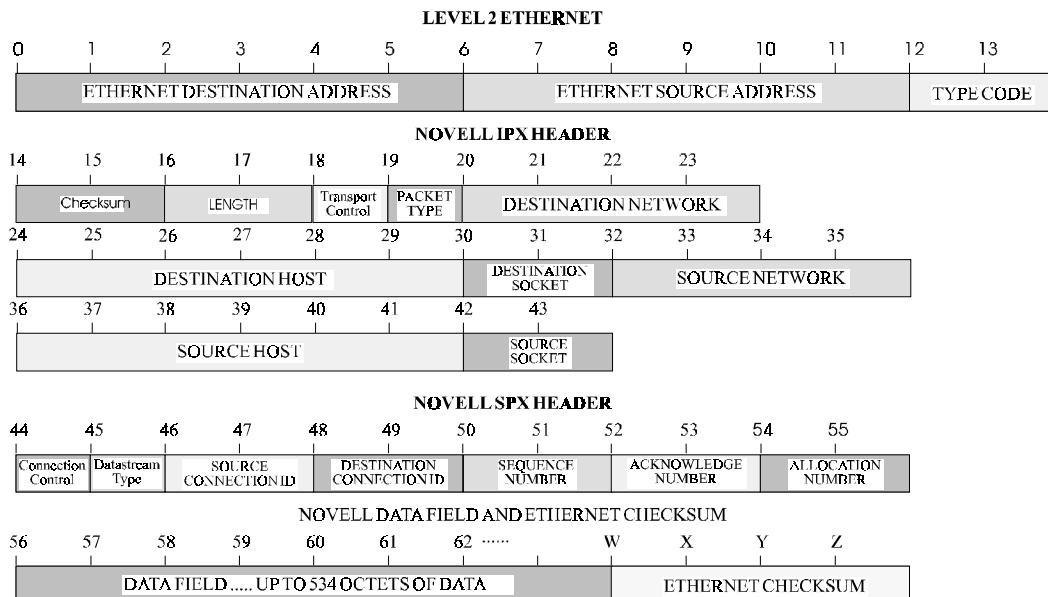 LEVEL 2 ETHERNET
0 1 2 3 4 5 6 7 8 9 10 11 12 13
ETHERNET DESTINATION ADDRESS ETHERNET SOURCE ADDRESS TYPE CODE
NOVELL IPX HEADER
14 15 16 17 18 19 20 21 22 23
Checksum LENGTH Transport Control PACKET TYPE DESTINATION NETWORK
24 25 26 27 28 29 30 31 32 33 34 35
DESTINATION HOST DESTINATION SOCKET SOURCE NETWORK
36 37 38 39 40 41 42 43
SOURCE HOST SOURCE SOCKET
NOVELL SPX HEADER
44 45 46 47 48 49 50 51 52 53 54 55
Connection Control Datastream Type SOURCE CONNECTION ID DESTINATION CONNECTION ID SEQUENCE NUMBER ACKNOWLEDGE NUMBER ALLOCATION NUMBER
NOVELL DATA FIELD AND ETHERNET CHECKSUM
56 57 58 59 60 61 62 ...... W X Y Z
DATA FIELD ..... UP TO 534 OCTETS OF DATA ETHERNET CHECKSUM